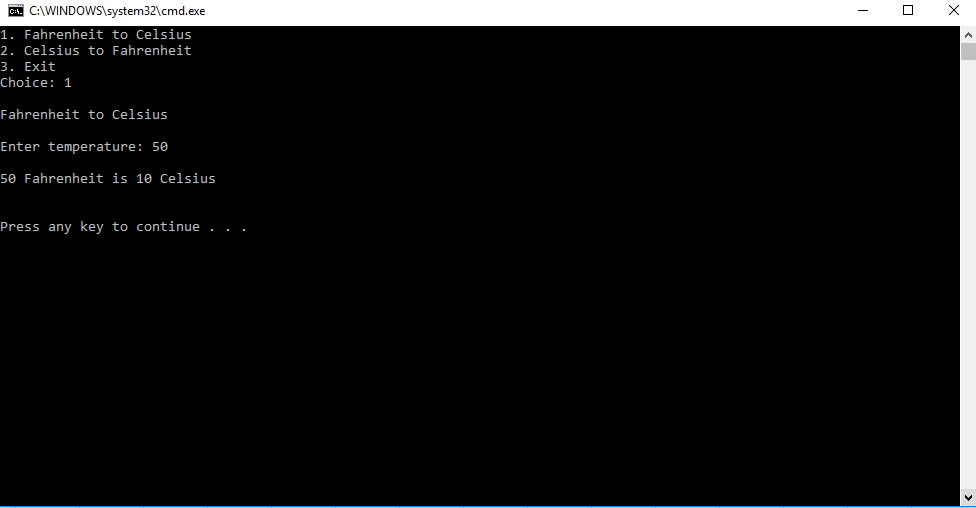 C:\WINDOWS\system32\cmd.exe
1. Fahrenheit to Celsius
2. Celsius to Fahrenheit
3. Exit
Choice: 1
Fahrenheit to Celsius
Enter temperature: 50
50 Fahrenheit is 10 Celsius
Press any key to continue . . .